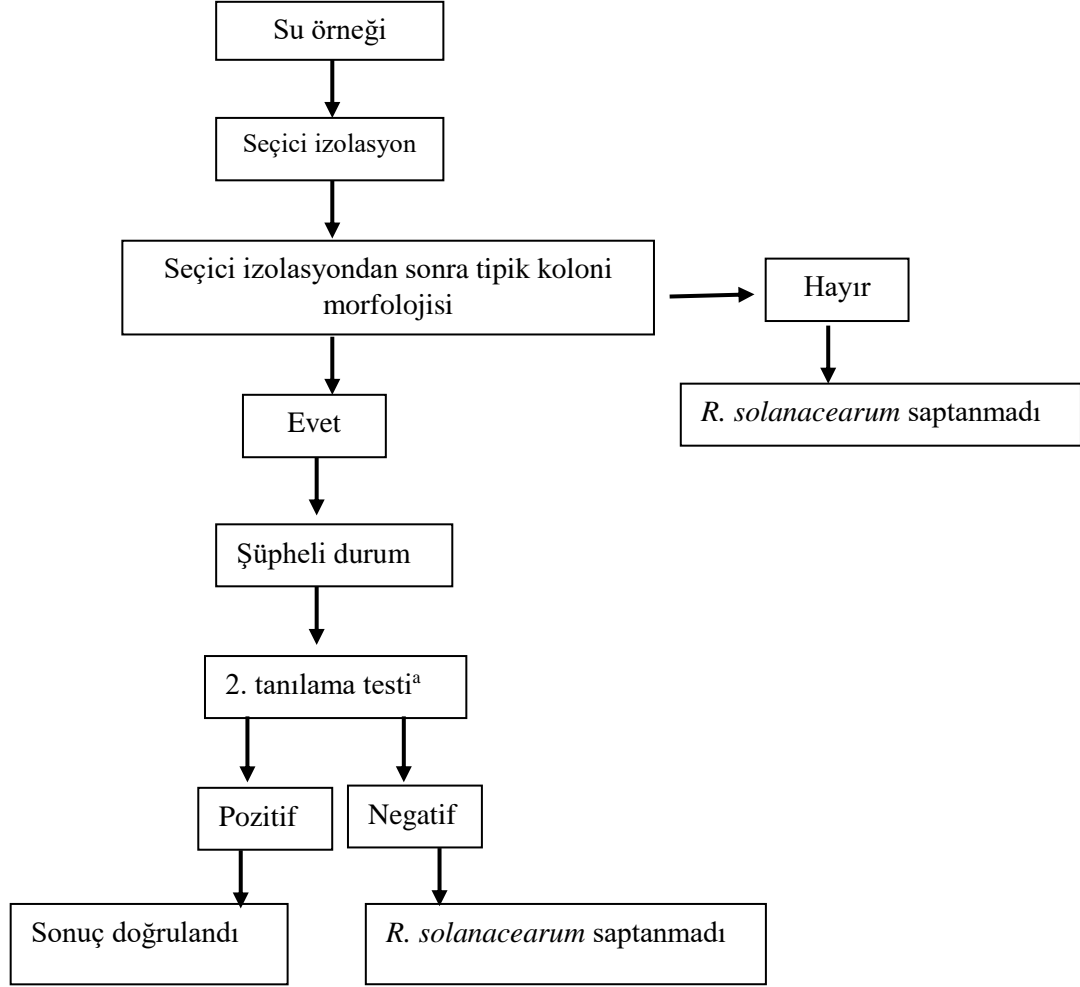 Su örneği
Seçici izolasyon
Seçici izolasyondan sonra tipik koloni
morfolojisi
Hayır
R. solanacearum saptanmadı
Evet
Şüpheli durum
2. tanılama testiᵃ
Pozitif
Negatif
Sonuç doğrulandı
R. solanacearum saptanmadı